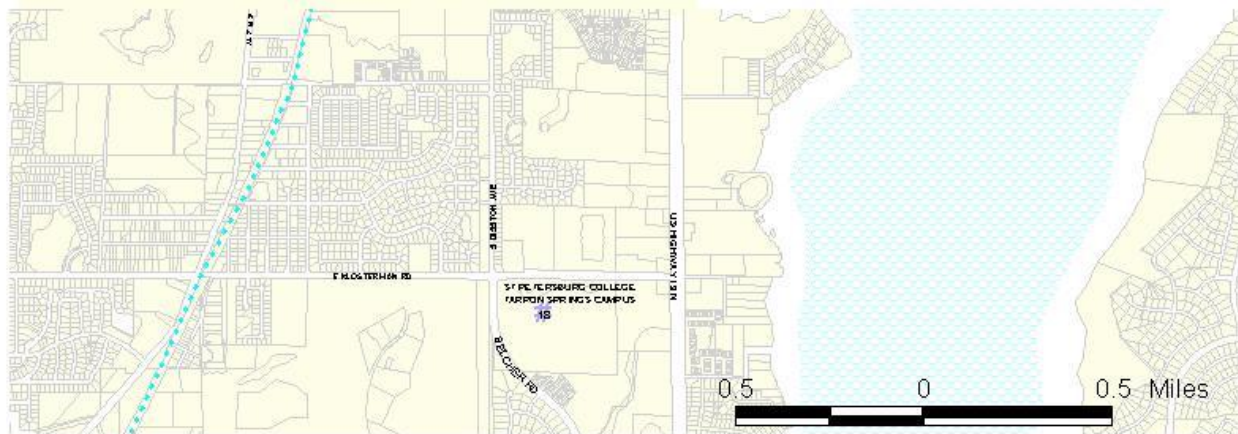 E KLOSTERMAN RD
US HIGHWAY 19 N
ST PETERSBURG COLLEGE
TARPON SPRINGS CAMPUS
18
BELCHER RD
0.5 0 0.5 Miles